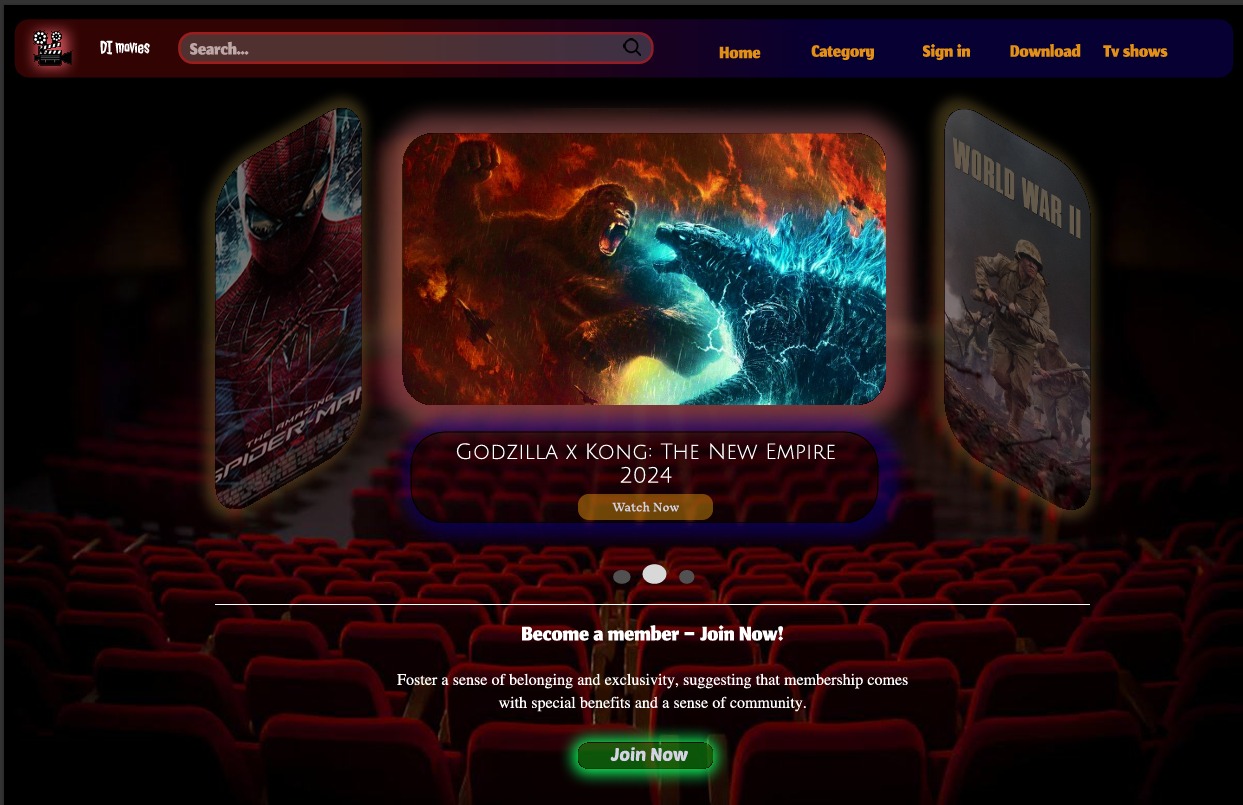 DI movies
Search...
Home
Category
Sign in
Download
Tv shows
THE AMAZING
SPIDER-MAN
WORLD WAR II
Godzilla x Kong: The New Empire
2024
Watch Now
Become a member – Join Now!
Foster a sense of belonging and exclusivity, suggesting that membership comes
with special benefits and a sense of community.
Join Now